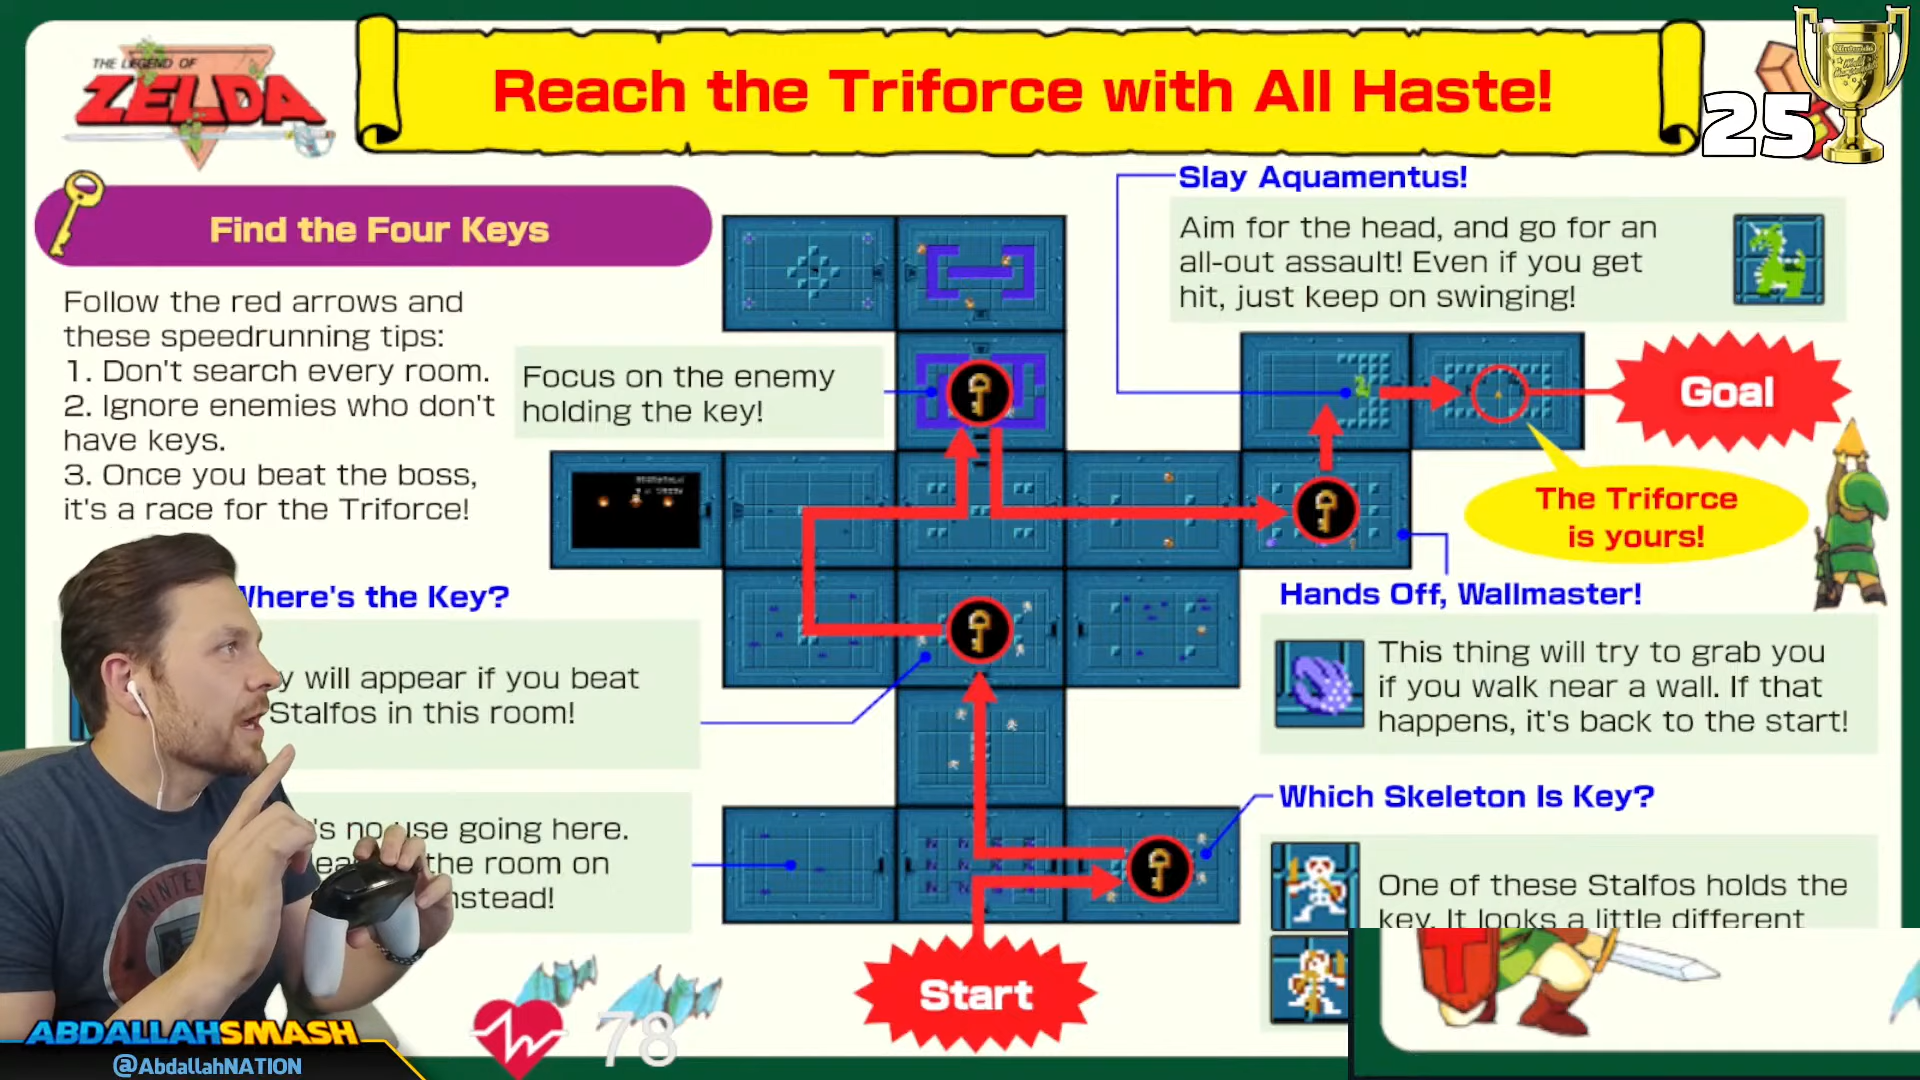 THE LEGEND OF
ZELDA
Reach the Triforce with All Haste!
25
Find the Four Keys
Follow the red arrows and
these speedrunning tips:
1. Don't search every room.
2. Ignore enemies who don't
have keys.
3. Once you beat the boss,
it's a race for the Triforce!
Focus on the enemy
holding the key!
Slay Aquamentus!
Aim for the head, and go for an
all-out assault! Even if you get
hit, just keep on swinging!
Goal
The Triforce
is yours!
Where's the Key?
y will appear if you beat
Stalfos in this room!
Hands Off, Wallmaster!
This thing will try to grab you
if you walk near a wall. If that
happens, it's back to the start!
's no use going here.
the room on
nstead!
Which Skeleton Is Key?
One of these Stalfos holds the
key. It looks a little different
Start
78
ABDALLAHSMASH
@AbdallahNATION